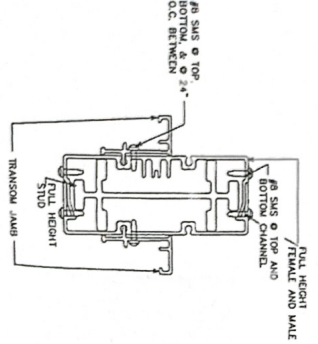 #8 SMS @ TOP,
BOTTOM, & @ 24"
O.C. BETWEEN
FULL HEIGHT
FEMALE AND MALE
#8 SMS @ TOP AND
BOTTOM CHANNEL
FULL HEIGHT
STUD
TRANSOM JAMB